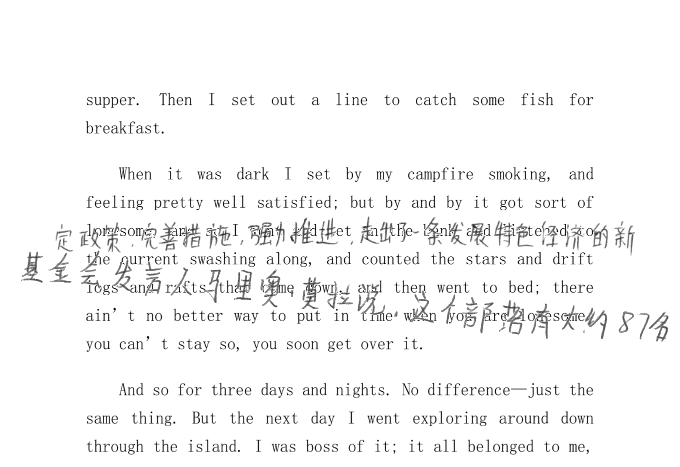 supper. Then I set out a line to catch some fish for
breakfast.
When it was dark I set by my campfire smoking, and
feeling pretty well satisfied; but by and by it got sort of
lonesome, and so I went and set on the bank and listened to
定政策,完善措施,强力推进,走出了一条发展特色经济的新
the current swashing along, and counted the stars and drift
基金会发言人马里奥·莫拉说,这个部落有大约87名
logs and rafts that come down, and then went to bed; there
ain’t no better way to put in time when you are lonesome;
you can’t stay so, you soon get over it.
And so for three days and nights. No difference—just the
same thing. But the next day I went exploring around down
through the island. I was boss of it; it all belonged to me,